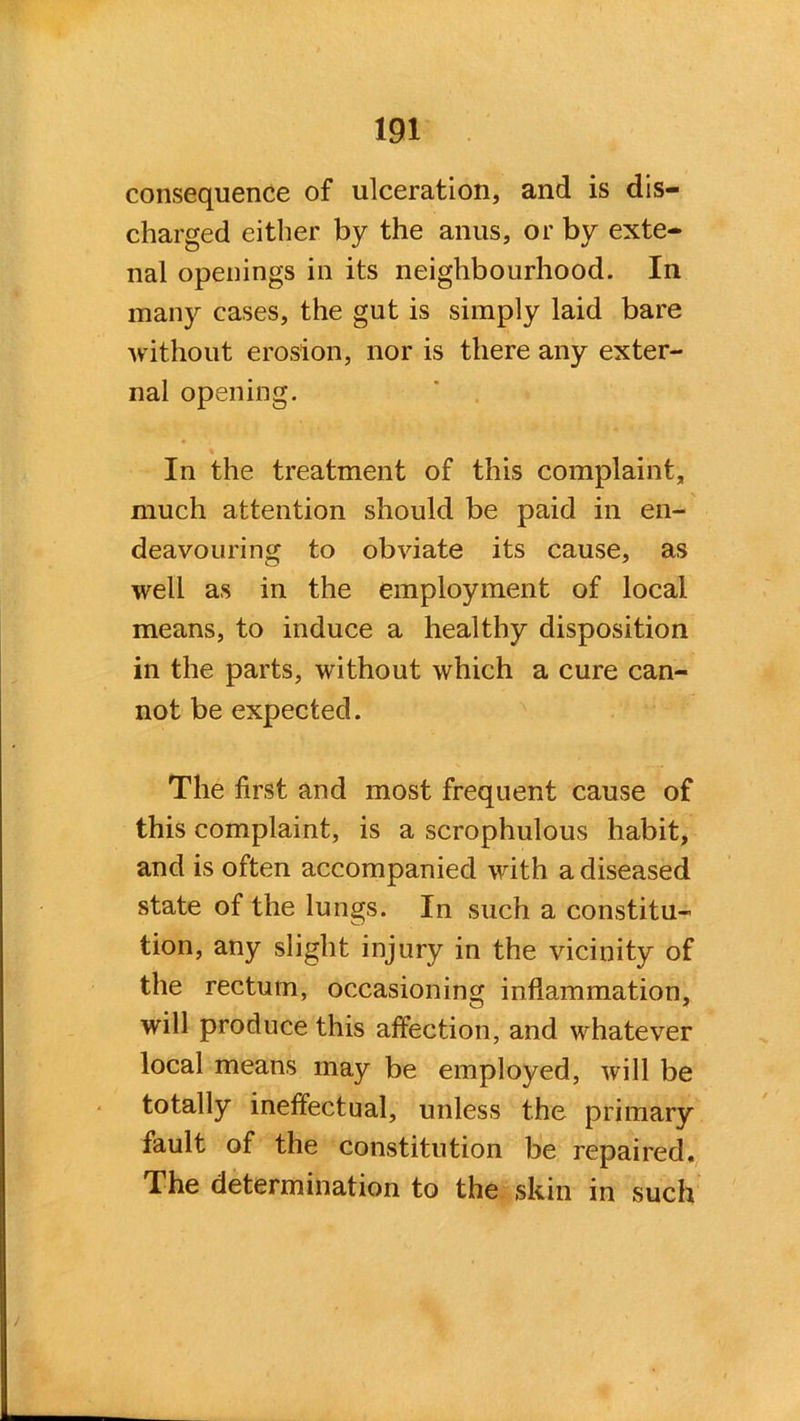 191
consequence of ulceration, and is dis-
charged either by the anus, or by exte-
nal openings in its neighbourhood. In
many cases, the gut is simply laid bare
without erosion, nor is there any exter-
nal opening.
In the treatment of this complaint,
much attention should be paid in en-
deavouring to obviate its cause, as
well as in the employment of local
means, to induce a healthy disposition
in the parts, without which a cure can-
not be expected.
The first and most frequent cause of
this complaint, is a scrophulous habit,
and is often accompanied with a diseased
state of the lungs. In such a constitu-
tion, any slight injury in the vicinity of
the rectum, occasioning inflammation,
will produce this affection, and whatever
local means may be employed, will be
totally ineffectual, unless the primary
fault of the constitution be repaired.
The determination to the skin in such